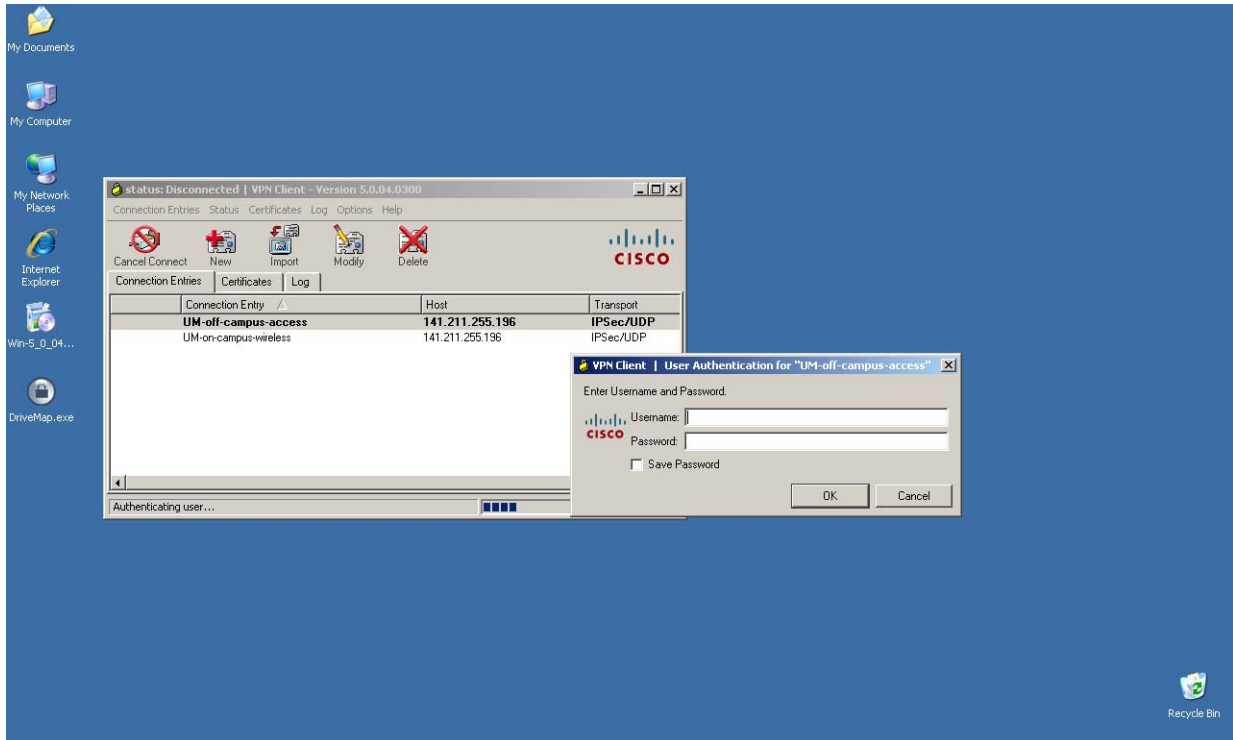 My Documents
My Computer
My Network
Places
Internet
Explorer
Win-5_0_04...
DriveMap.exe
status: Disconnected | VPN Client - Version 5.0.04.0300
Connection Entries Status Certificates Log Options Help
Cancel Connect New Import Modify Delete
CISCO
Connection Entries Certificates Log
Connection Entry Host Transport
UM-off-campus-access 141.211.255.196 IPSec/UDP
UM-on-campus-wireless 141.211.255.196 IPSec/UDP
Authenticating user...
VPN Client | User Authentication for "UM-off-campus-access"
Enter Username and Password.
CISCO
Username:
Password:
Save Password
OK Cancel
Recycle Bin